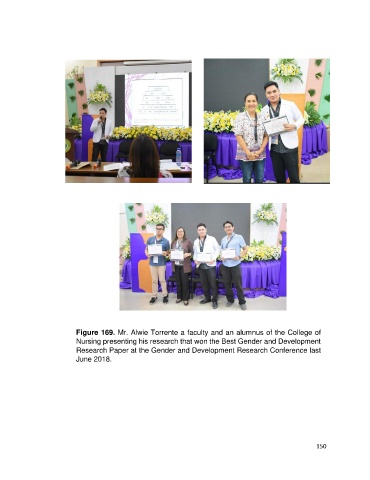 Figure 169. Mr. Alwie Torrente a faculty and an alumnus of the College of
Nursing presenting his research that won the Best Gender and Development
Research Paper at the Gender and Development Research Conference last
June 2018.
150